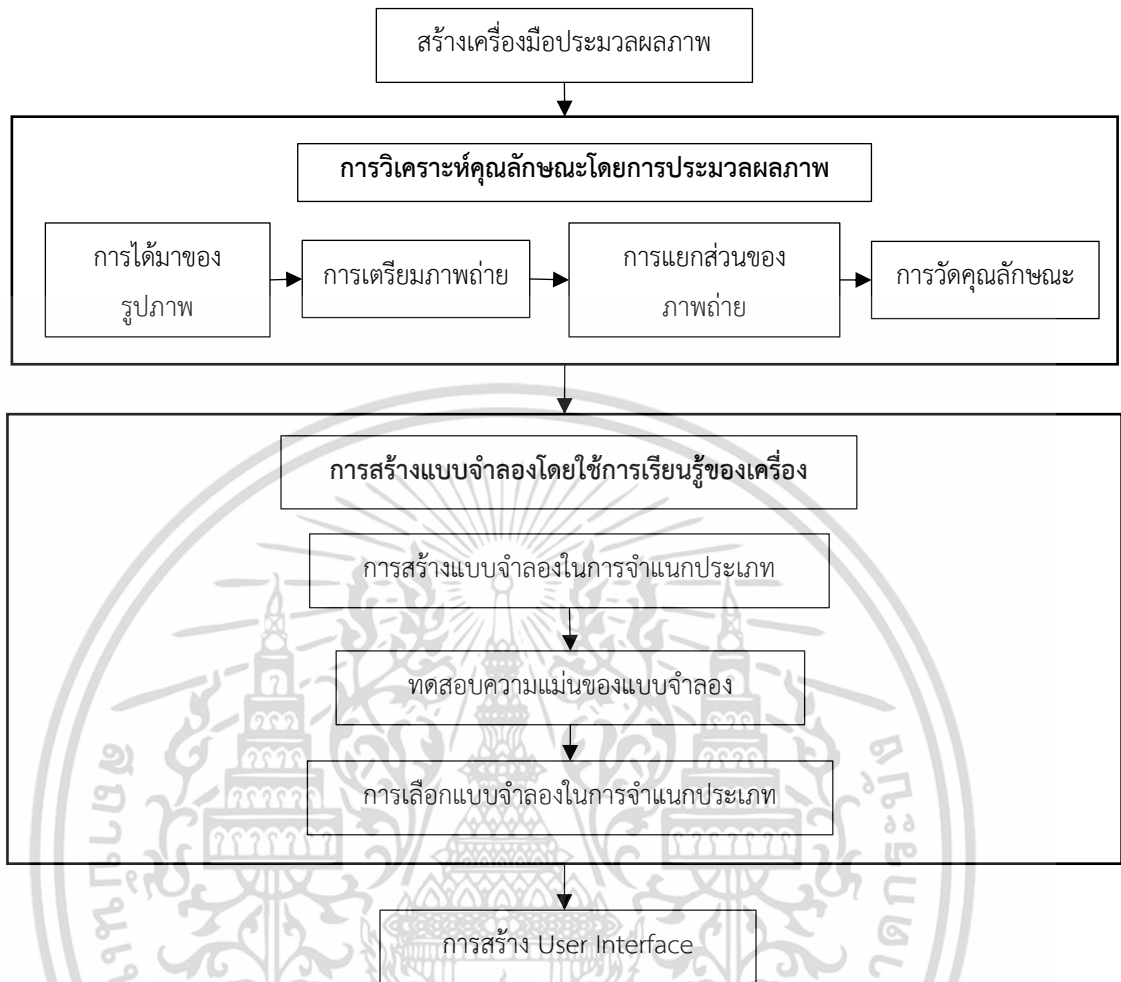 สร้างเครื่องมือประมวลผลภาพ
การวิเคราะห์คุณลักษณะโดยการประมวลผลภาพ
การได้มาของ
รูปภาพ
การเตรียมภาพถ่าย
การแยกส่วนของ
ภาพถ่าย
การวัดคุณลักษณะ
การสร้างแบบจำลองโดยใช้การเรียนรู้ของเครื่อง
การสร้างแบบจำลองในการจำแนกประเภท
ทดสอบความแม่นของแบบจำลอง
การเลือกแบบจำลองในการจำแนกประเภท
การสร้าง User Interface